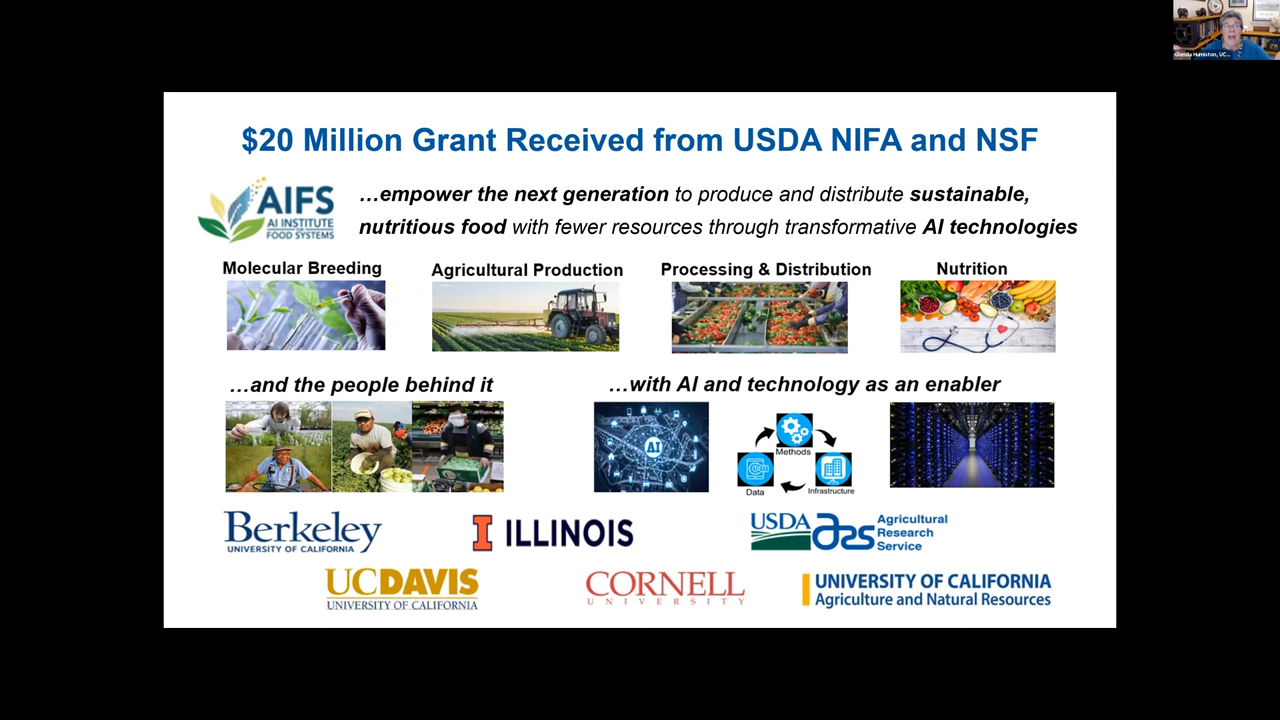 Glenda Humiston, UC...
$20 Million Grant Received from USDA NIFA and NSF
AIFS
AI INSTITUTE
FOOD SYSTEMS
...empower the next generation to produce and distribute sustainable,
nutritious food with fewer resources through transformative AI technologies
Molecular Breeding
Agricultural Production
Processing & Distribution
Nutrition
...and the people behind it
...with AI and technology as an enabler
AI
Methods
Data
Infrastructure
Berkeley
UNIVERSITY OF CALIFORNIA
I ILLINOIS
USDA ars
Agricultural
Research
Service
UCDAVIS
UNIVERSITY OF CALIFORNIA
CORNELL
UNIVERSITY
UNIVERSITY OF CALIFORNIA
Agriculture and Natural Resources